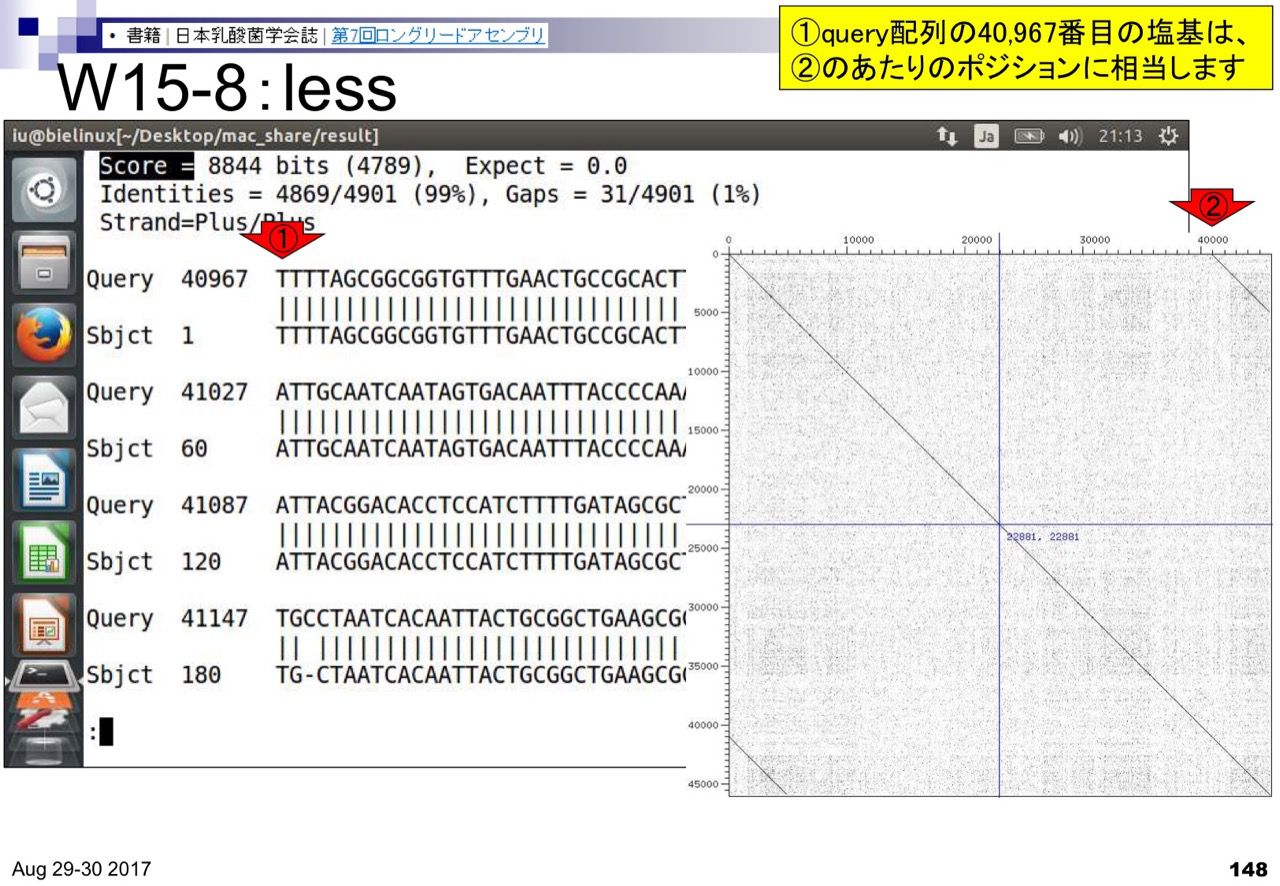 • 書籍 | 日本乳酸菌学会誌 | 第7回ロングリードアセンブリ
①query配列の40,967番目の塩基は、
②のあたりのポジションに相当します
W15-8：less
iu@bielinux[~/Desktop/mac_share/result]
Ja
21:13
Score = 8844 bits (4789), Expect = 0.0
Identities = 4869/4901 (99%), Gaps = 31/4901 (1%)
Strand=Plus/Plus
①
②
Query 40967 TTTTAGCGGCGGTGTTTGAACTGCCGCACT
Sbjct 1 TTTTAGCGGCGGTGTTTGAACTGCCGCACT
Query 41027 ATTGCAATCAATAGTGACAATTTACCCCAAA
Sbjct 60 ATTGCAATCAATAGTGACAATTTACCCCAAA
Query 41087 ATTACGGACACCTCCATCTTTTGATAGCGC
Sbjct 120 ATTACGGACACCTCCATCTTTTGATAGCGC
Query 41147 TGCCTAATCACAATTACTGCGGCTGAAGCG
Sbjct 180 TG-CTAATCACAATTACTGCGGCTGAAGCG
:
0 10000 20000 30000 40000
0
5000
10000
15000
20000
25000
30000
35000
40000
45000
22881, 22881
Aug 29-30 2017
148